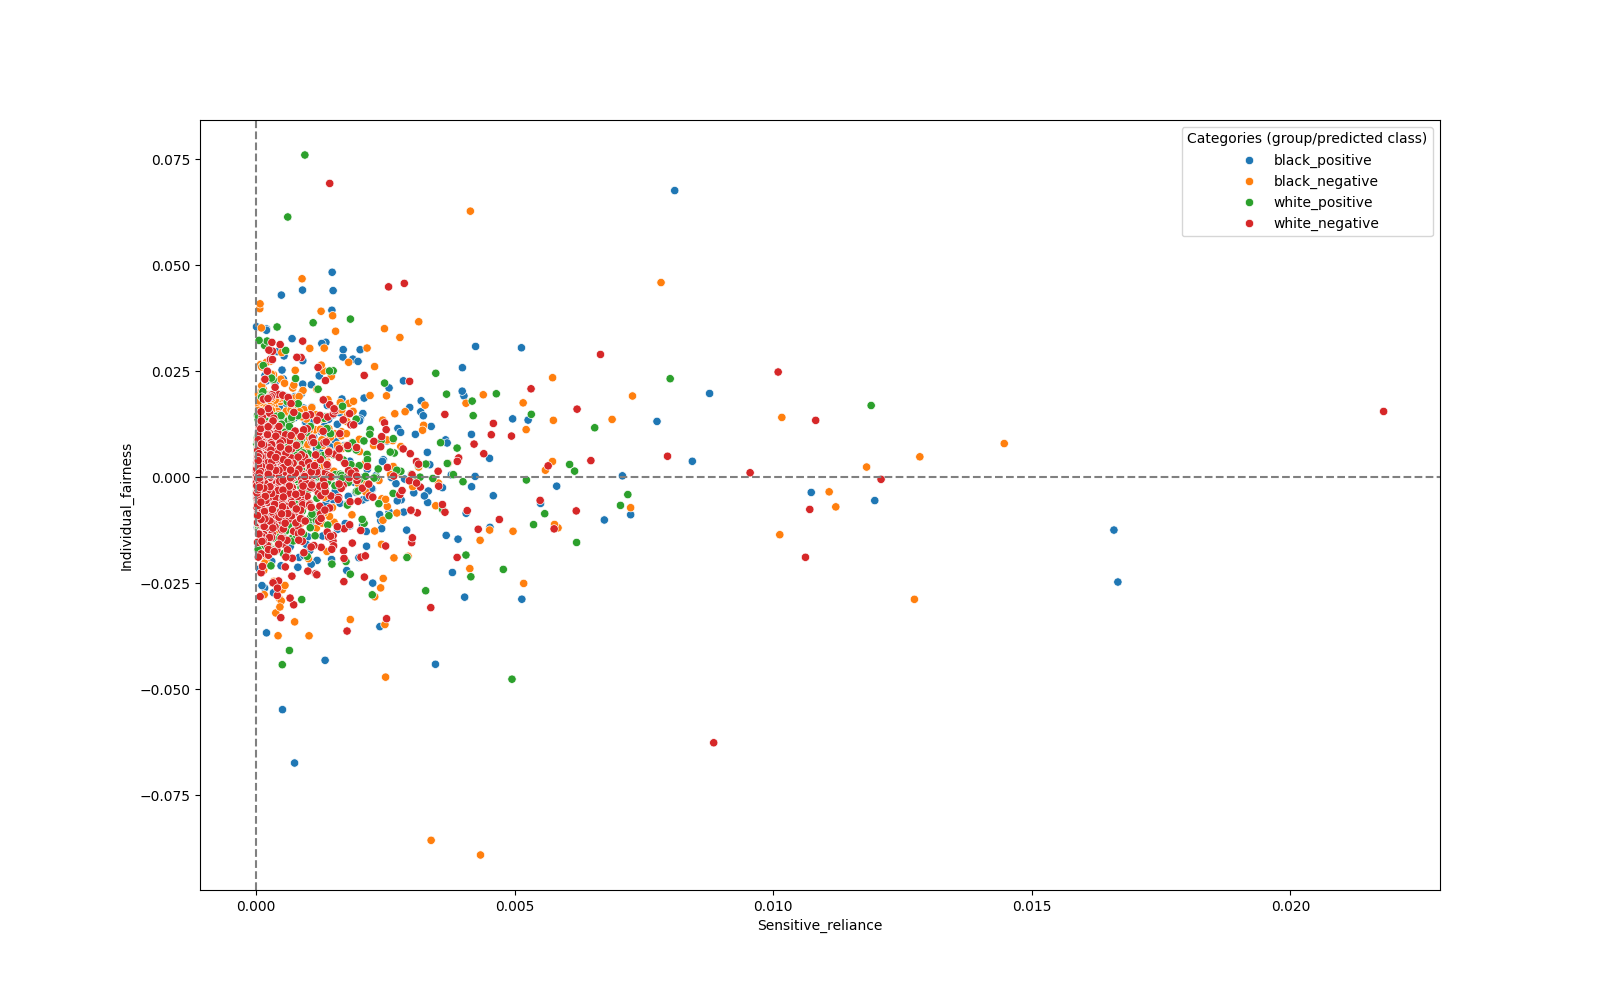 Categories (group/predicted class)
black_positive
black_negative
white_positive
white_negative
0.075
0.050
0.025
0.000
−0.025
−0.050
−0.075
Individual_fairness
0.000
0.005
0.010
0.015
0.020
Sensitive_reliance